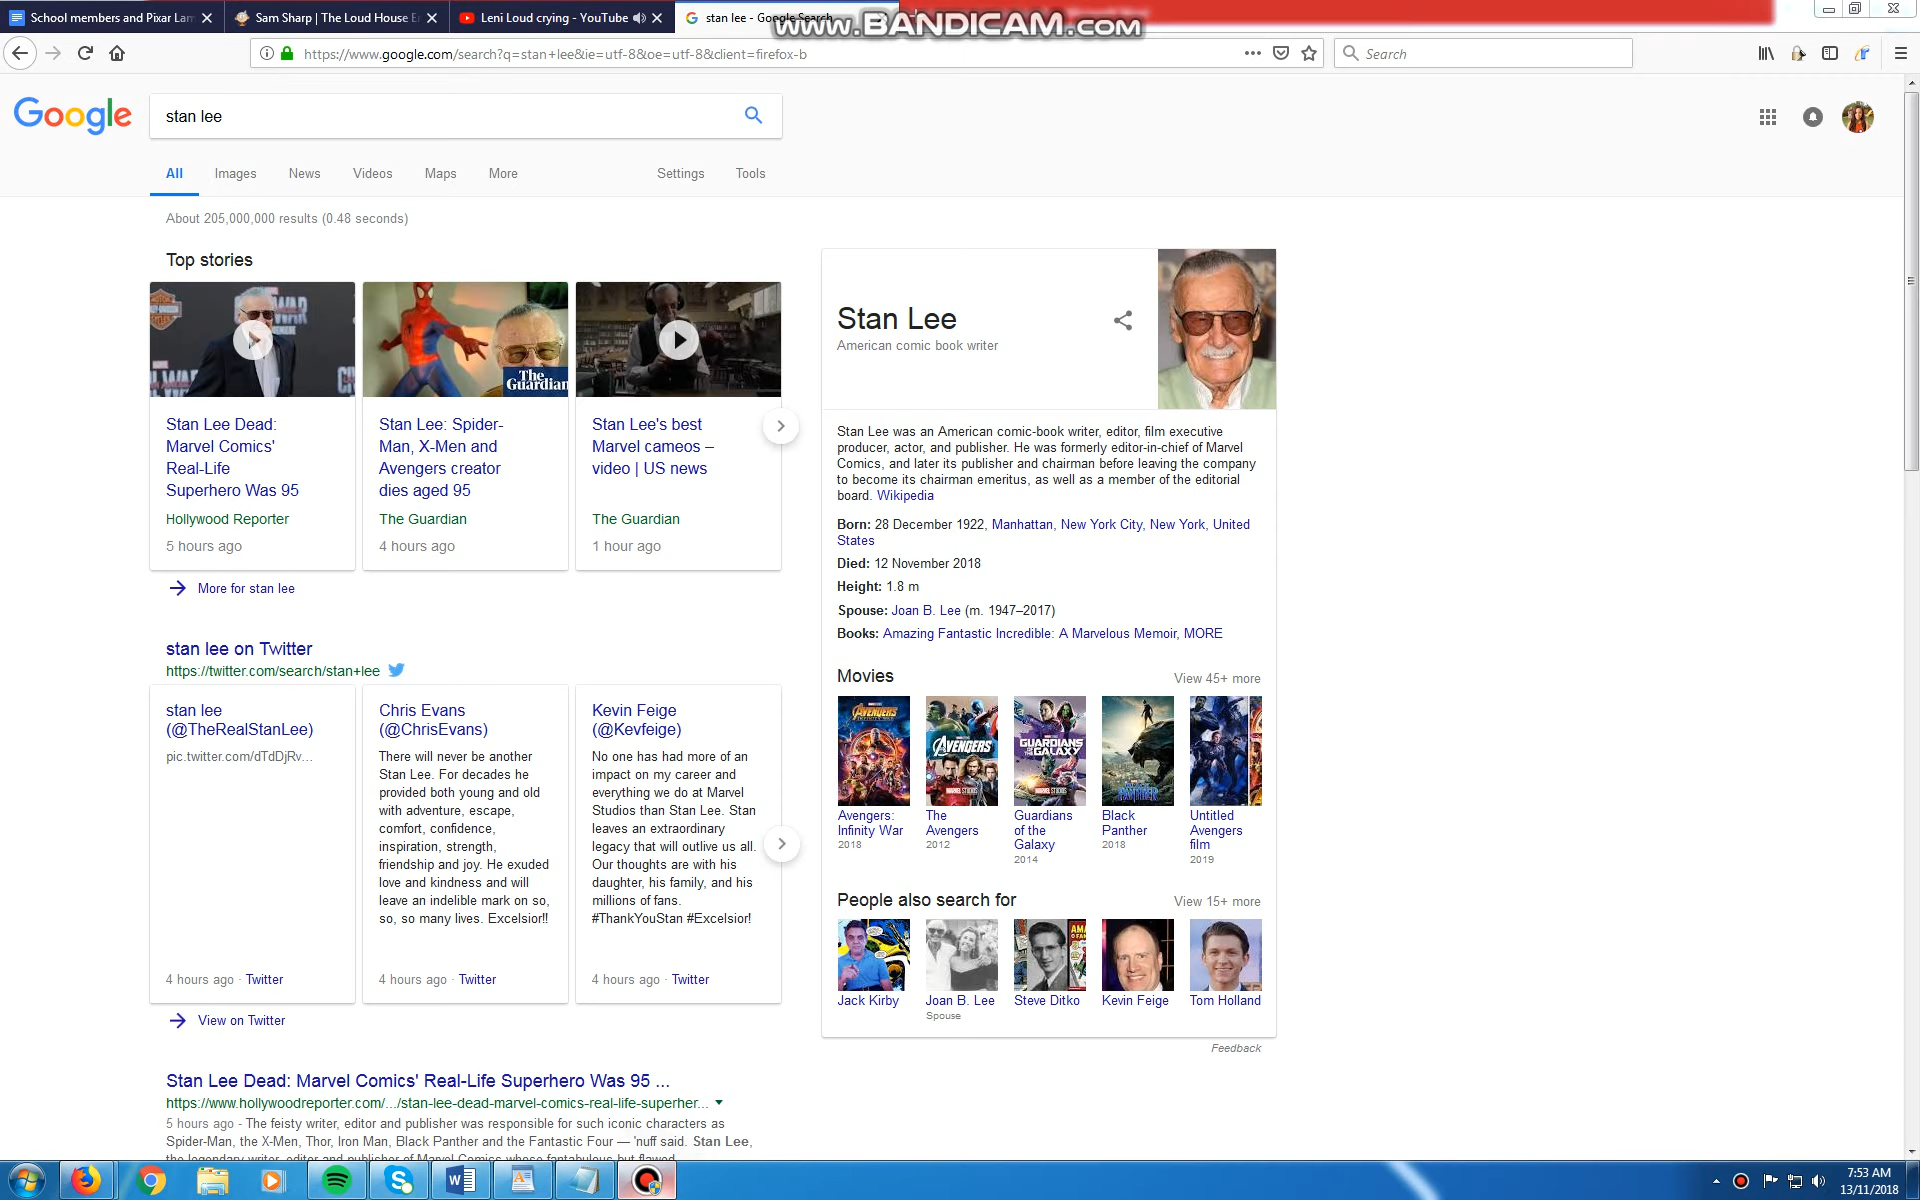 School members and Pixar Lam
Sam Sharp | The Loud House E
Leni Loud crying - YouTube
stan lee - Google Search
www.BANDICAM.com
https://www.google.com/search?q=stan+lee&ie=utf-8&oe=utf-8&client=firefox-b
Search
Google
stan lee
All
Images
News
Videos
Maps
More
Settings
Tools
About 205,000,000 results (0.48 seconds)
Top stories
The
Guardian
Stan Lee Dead:
Marvel Comics'
Real-Life
Superhero Was 95
Hollywood Reporter
5 hours ago
Stan Lee: Spider-
Man, X-Men and
Avengers creator
dies aged 95
The Guardian
4 hours ago
Stan Lee's best
Marvel cameos –
video | US news
The Guardian
1 hour ago
More for stan lee
stan lee on Twitter
https://twitter.com/search/stan+lee
stan lee
(@TheRealStanLee)
pic.twitter.com/dTdDjRv...
4 hours ago · Twitter
Chris Evans
(@ChrisEvans)
There will never be another
Stan Lee. For decades he
provided both young and old
with adventure, escape,
comfort, confidence,
inspiration, strength,
friendship and joy. He exuded
love and kindness and will
leave an indelible mark on so,
so, so many lives. Excelsior!!
4 hours ago · Twitter
Kevin Feige
(@Kevfeige)
No one has had more of an
impact on my career and
everything we do at Marvel
Studios than Stan Lee. Stan
leaves an extraordinary
legacy that will outlive us all.
Our thoughts are with his
daughter, his family, and his
millions of fans.
#ThankYouStan #Excelsior!
4 hours ago · Twitter
View on Twitter
Stan Lee Dead: Marvel Comics' Real-Life Superhero Was 95 ...
https://www.hollywoodreporter.com/.../stan-lee-dead-marvel-comics-real-life-superher...
5 hours ago - The feisty writer, editor and publisher was responsible for such iconic characters as
Spider-Man, the X-Men, Thor, Iron Man, Black Panther and the Fantastic Four — 'nuff said. Stan Lee,
the legendary writer, editor and publisher of Marvel Comics whose fantabulous but flawed
Stan Lee
American comic book writer
Stan Lee was an American comic-book writer, editor, film executive
producer, actor, and publisher. He was formerly editor-in-chief of Marvel
Comics, and later its publisher and chairman before leaving the company
to become its chairman emeritus, as well as a member of the editorial
board. Wikipedia
Born: 28 December 1922, Manhattan, New York City, New York, United
States
Died: 12 November 2018
Height: 1.8 m
Spouse: Joan B. Lee (m. 1947–2017)
Books: Amazing Fantastic Incredible: A Marvelous Memoir, MORE
Movies
View 45+ more
AVENGERS
AVENGERS
GUARDIANS
GALAXY
PANTHER
Avengers:
Infinity War
2018
The
Avengers
2012
Guardians
of the
Galaxy
2014
Black
Panther
2018
Untitled
Avengers
film
2019
People also search for
View 15+ more
Jack Kirby
Joan B. Lee
Spouse
Steve Ditko
Kevin Feige
Tom Holland
Feedback
7:53 AM
13/11/2018